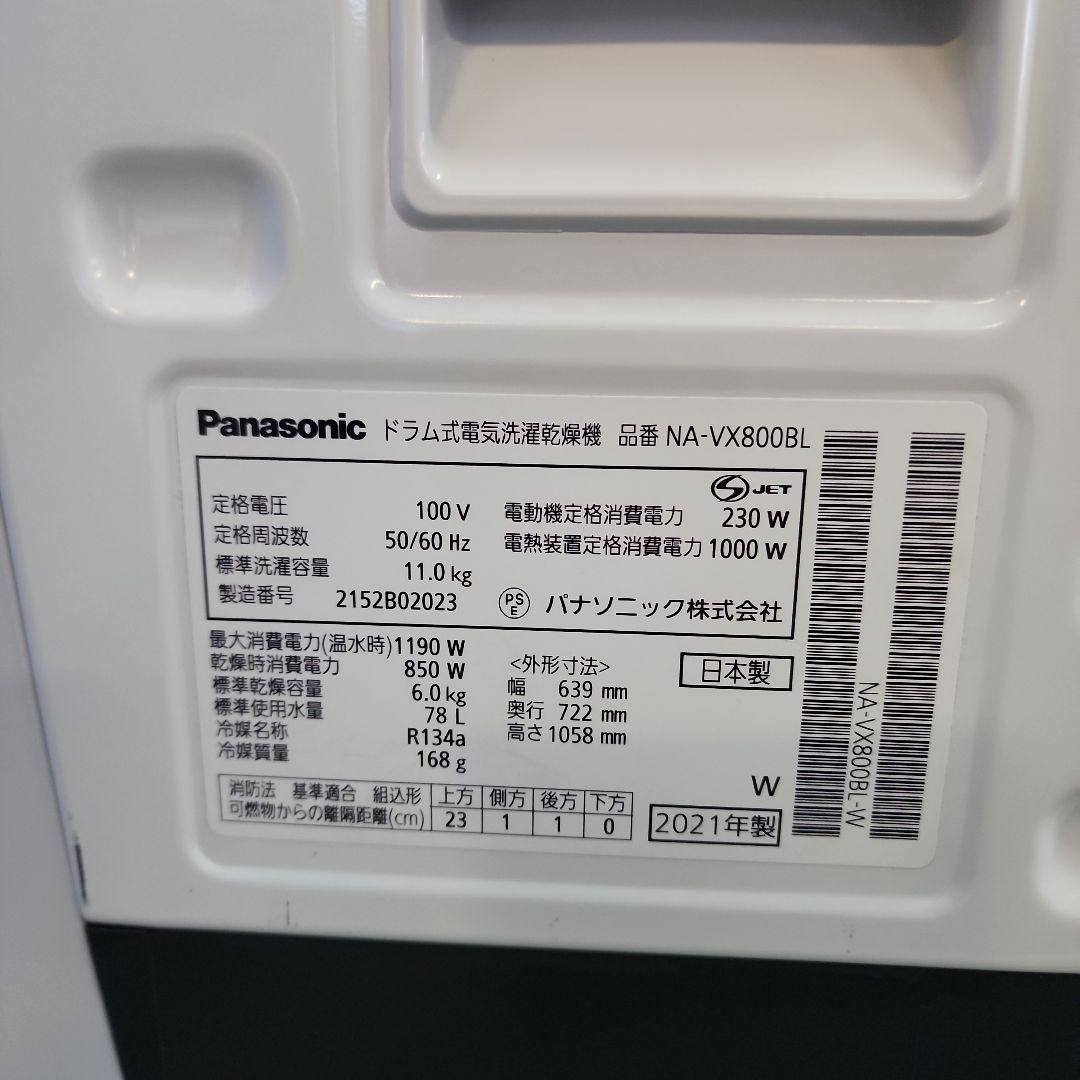 Panasonic ドラム式電気洗濯乾燥機 品番 NA-VX800BL
S JET
定格電圧 100 V
定格周波数 50/60 Hz
標準洗濯容量 11.0 kg
製造番号 2152B02023
電動機定格消費電力 230 W
電熱装置定格消費電力 1000 W
PS E パナソニック株式会社
最大消費電力(温水時) 1190 W
乾燥時消費電力 850 W
標準乾燥容量 6.0 kg
標準使用水量 78 L
冷媒名称 R134a
冷媒質量 168 g
<外形寸法>
幅 639 mm
奥行 722 mm
高さ 1058 mm
日本製
W
消防法 基準適合 組込形 上方 側方 後方 下方
可燃物からの離隔距離(cm) 23 1 1 0
2021年製
NA-VX800BL-W